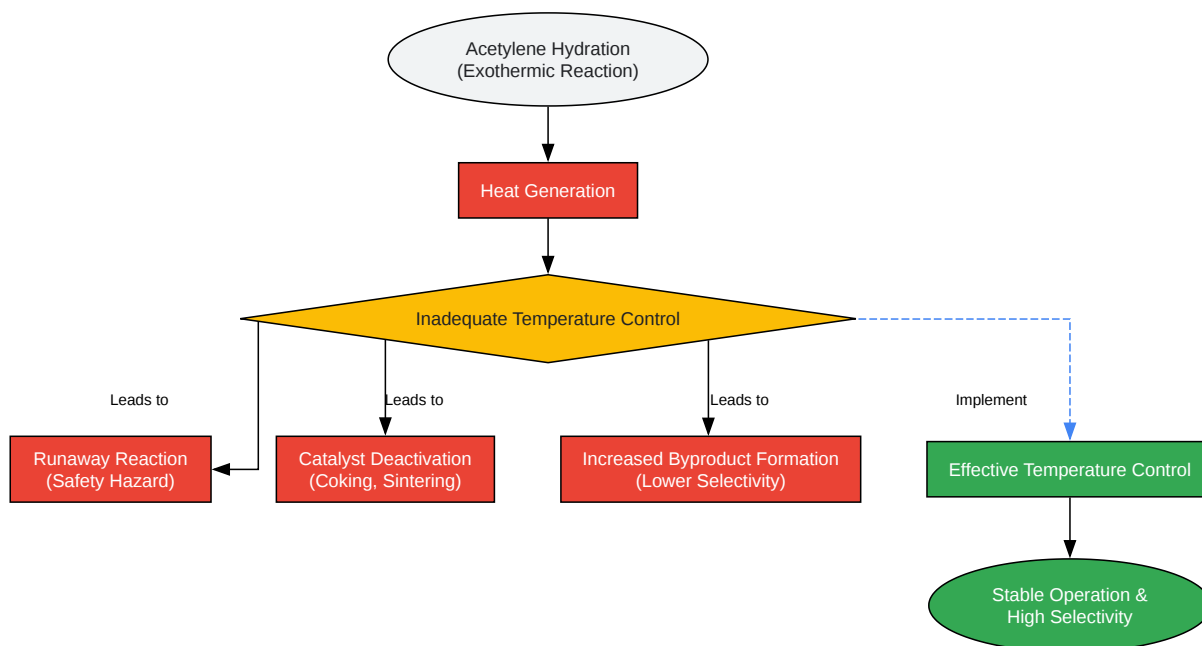 Acetylene Hydration
(Exothermic Reaction)
Heat Generation
Inadequate Temperature Control
Leads to
Leads to
Leads to
Implement
Runaway Reaction
(Safety Hazard)
Catalyst Deactivation
(Coking, Sintering)
Increased Byproduct Formation
(Lower Selectivity)
Effective Temperature Control
Stable Operation &
High Selectivity